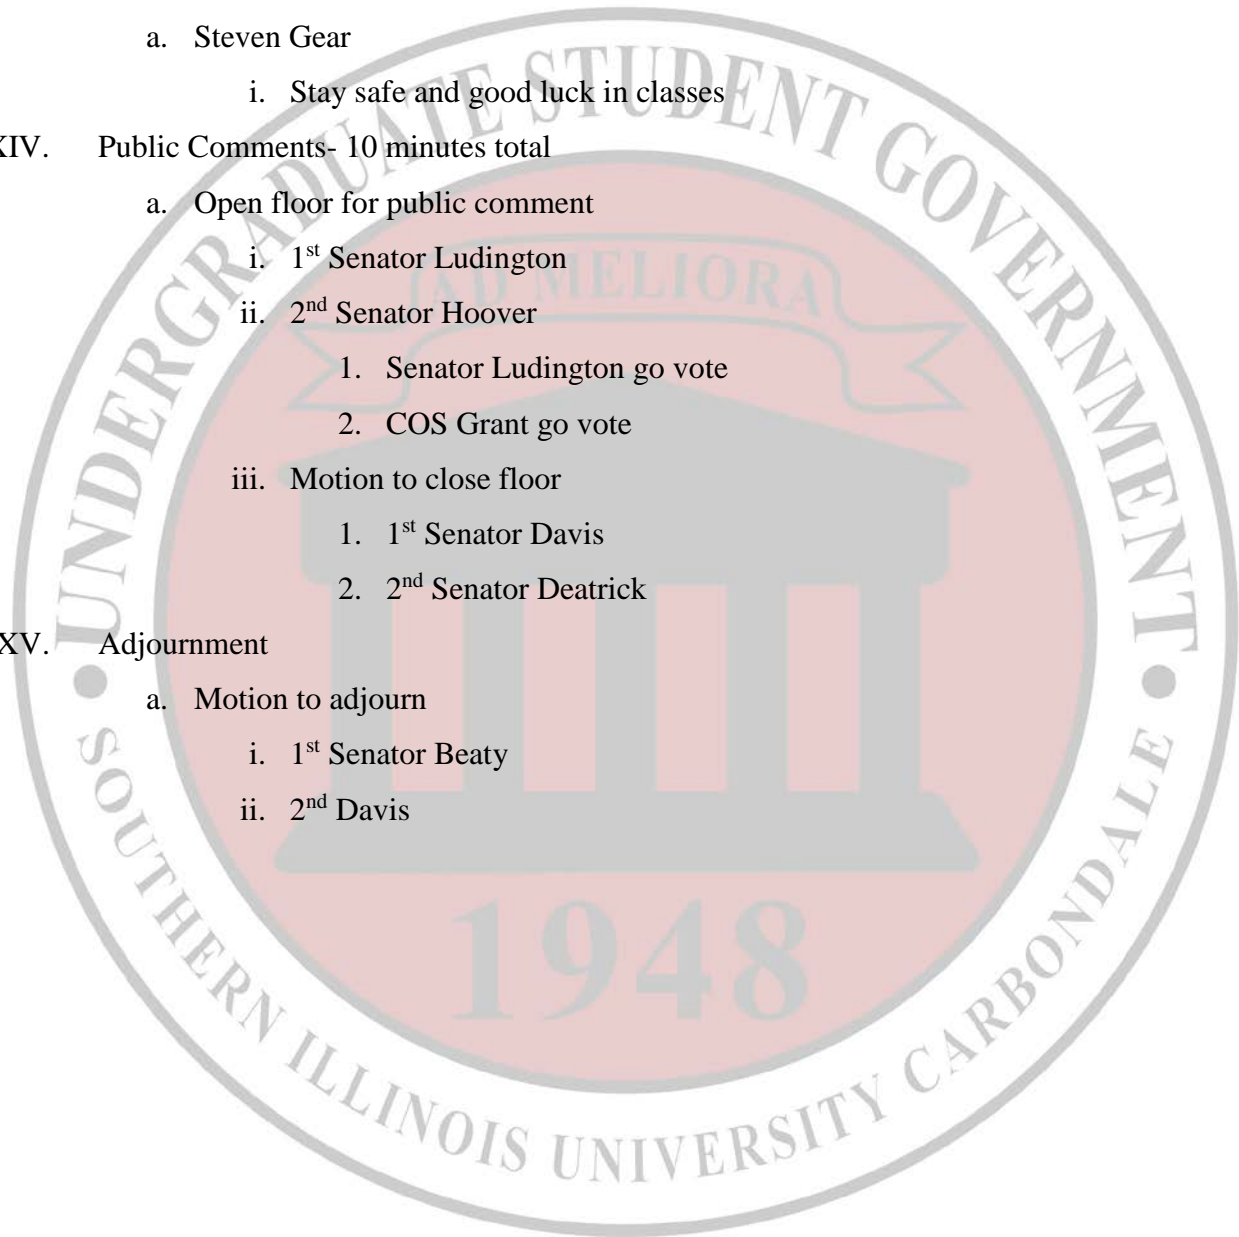 a. Steven Gear
i. Stay safe and good luck in classes
XIV. Public Comments- 10 minutes total
a. Open floor for public comment
i. 1st Senator Ludington
ii. 2nd Senator Hoover
1. Senator Ludington go vote
2. COS Grant go vote
iii. Motion to close floor
1. 1st Senator Davis
2. 2nd Senator Deatrick
XV. Adjournment
a. Motion to adjourn
i. 1st Senator Beaty
ii. 2nd Davis
• UNDERGRADUATE STUDENT GOVERNMENT •
AD MELIORA
1948
SOUTHERN ILLINOIS UNIVERSITY CARBONDALE